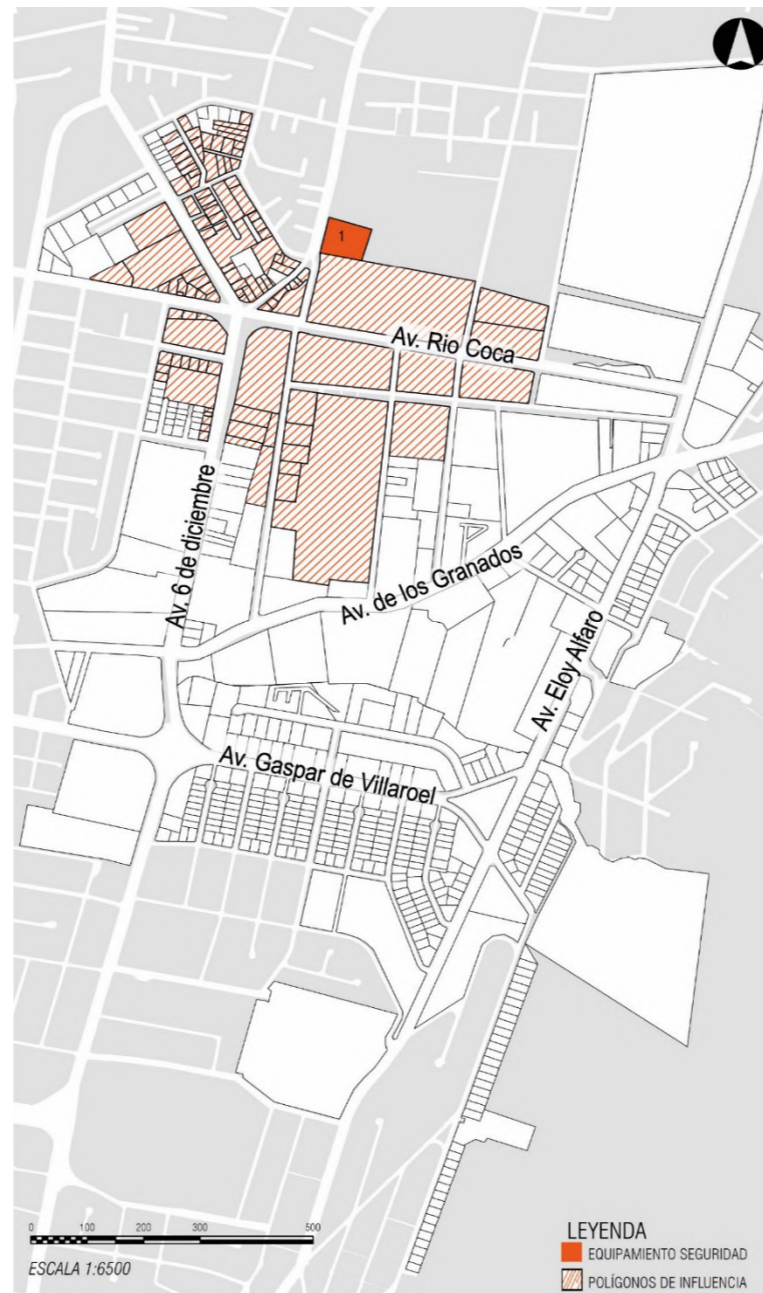 1
Av. Rio Coca
Av. 6 de diciembre
Av. de los Granados
Av. Eloy Alfaro
Av. Gaspar de Villaroel
0 100 200 300 500
ESCALA 1:6500
LEYENDA
EQUIPAMIENTO SEGURIDAD
POLÍGONOS DE INFLUENCIA